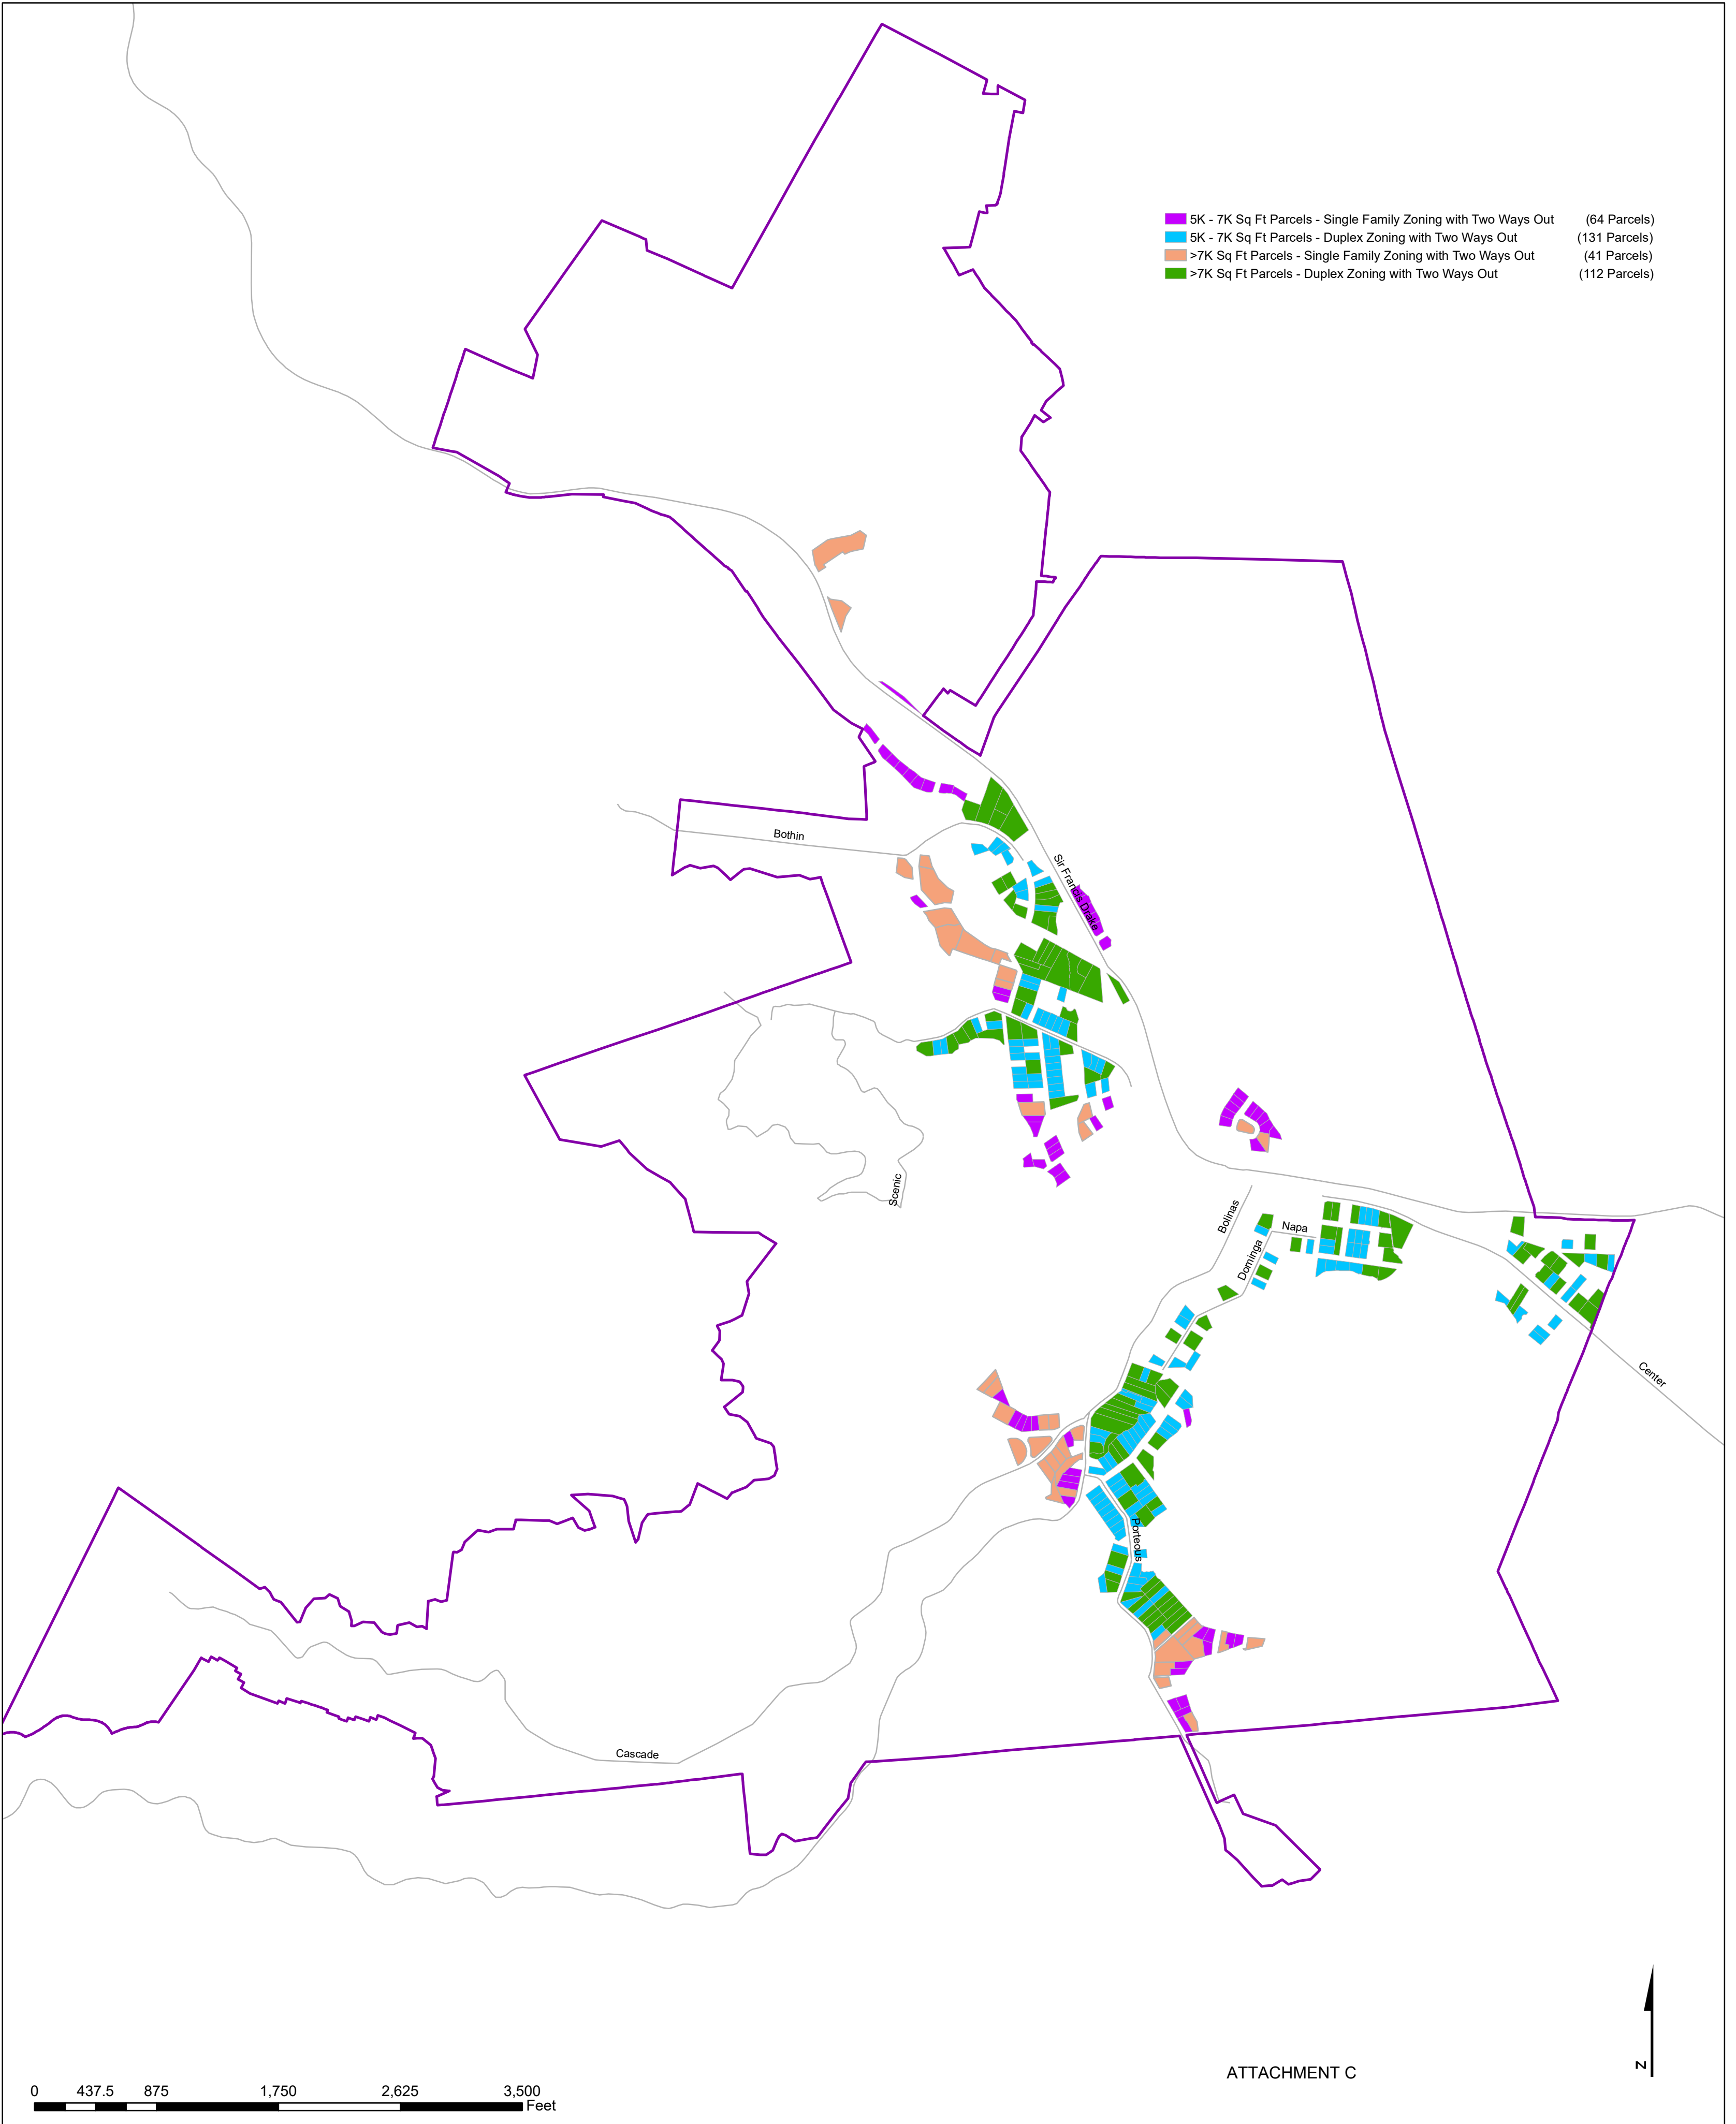 5K - 7K Sq Ft Parcels - Single Family Zoning with Two Ways Out (64 Parcels)
5K - 7K Sq Ft Parcels - Duplex Zoning with Two Ways Out (131 Parcels)
>7K Sq Ft Parcels - Single Family Zoning with Two Ways Out (41 Parcels)
>7K Sq Ft Parcels - Duplex Zoning with Two Ways Out (112 Parcels)
Bothin
Sir Francis Drake
Scenic
Bolinas
Napa
Dominga
Center
Porteous
Cascade
ATTACHMENT C
N
0 437.5 875 1,750 2,625 3,500
Feet